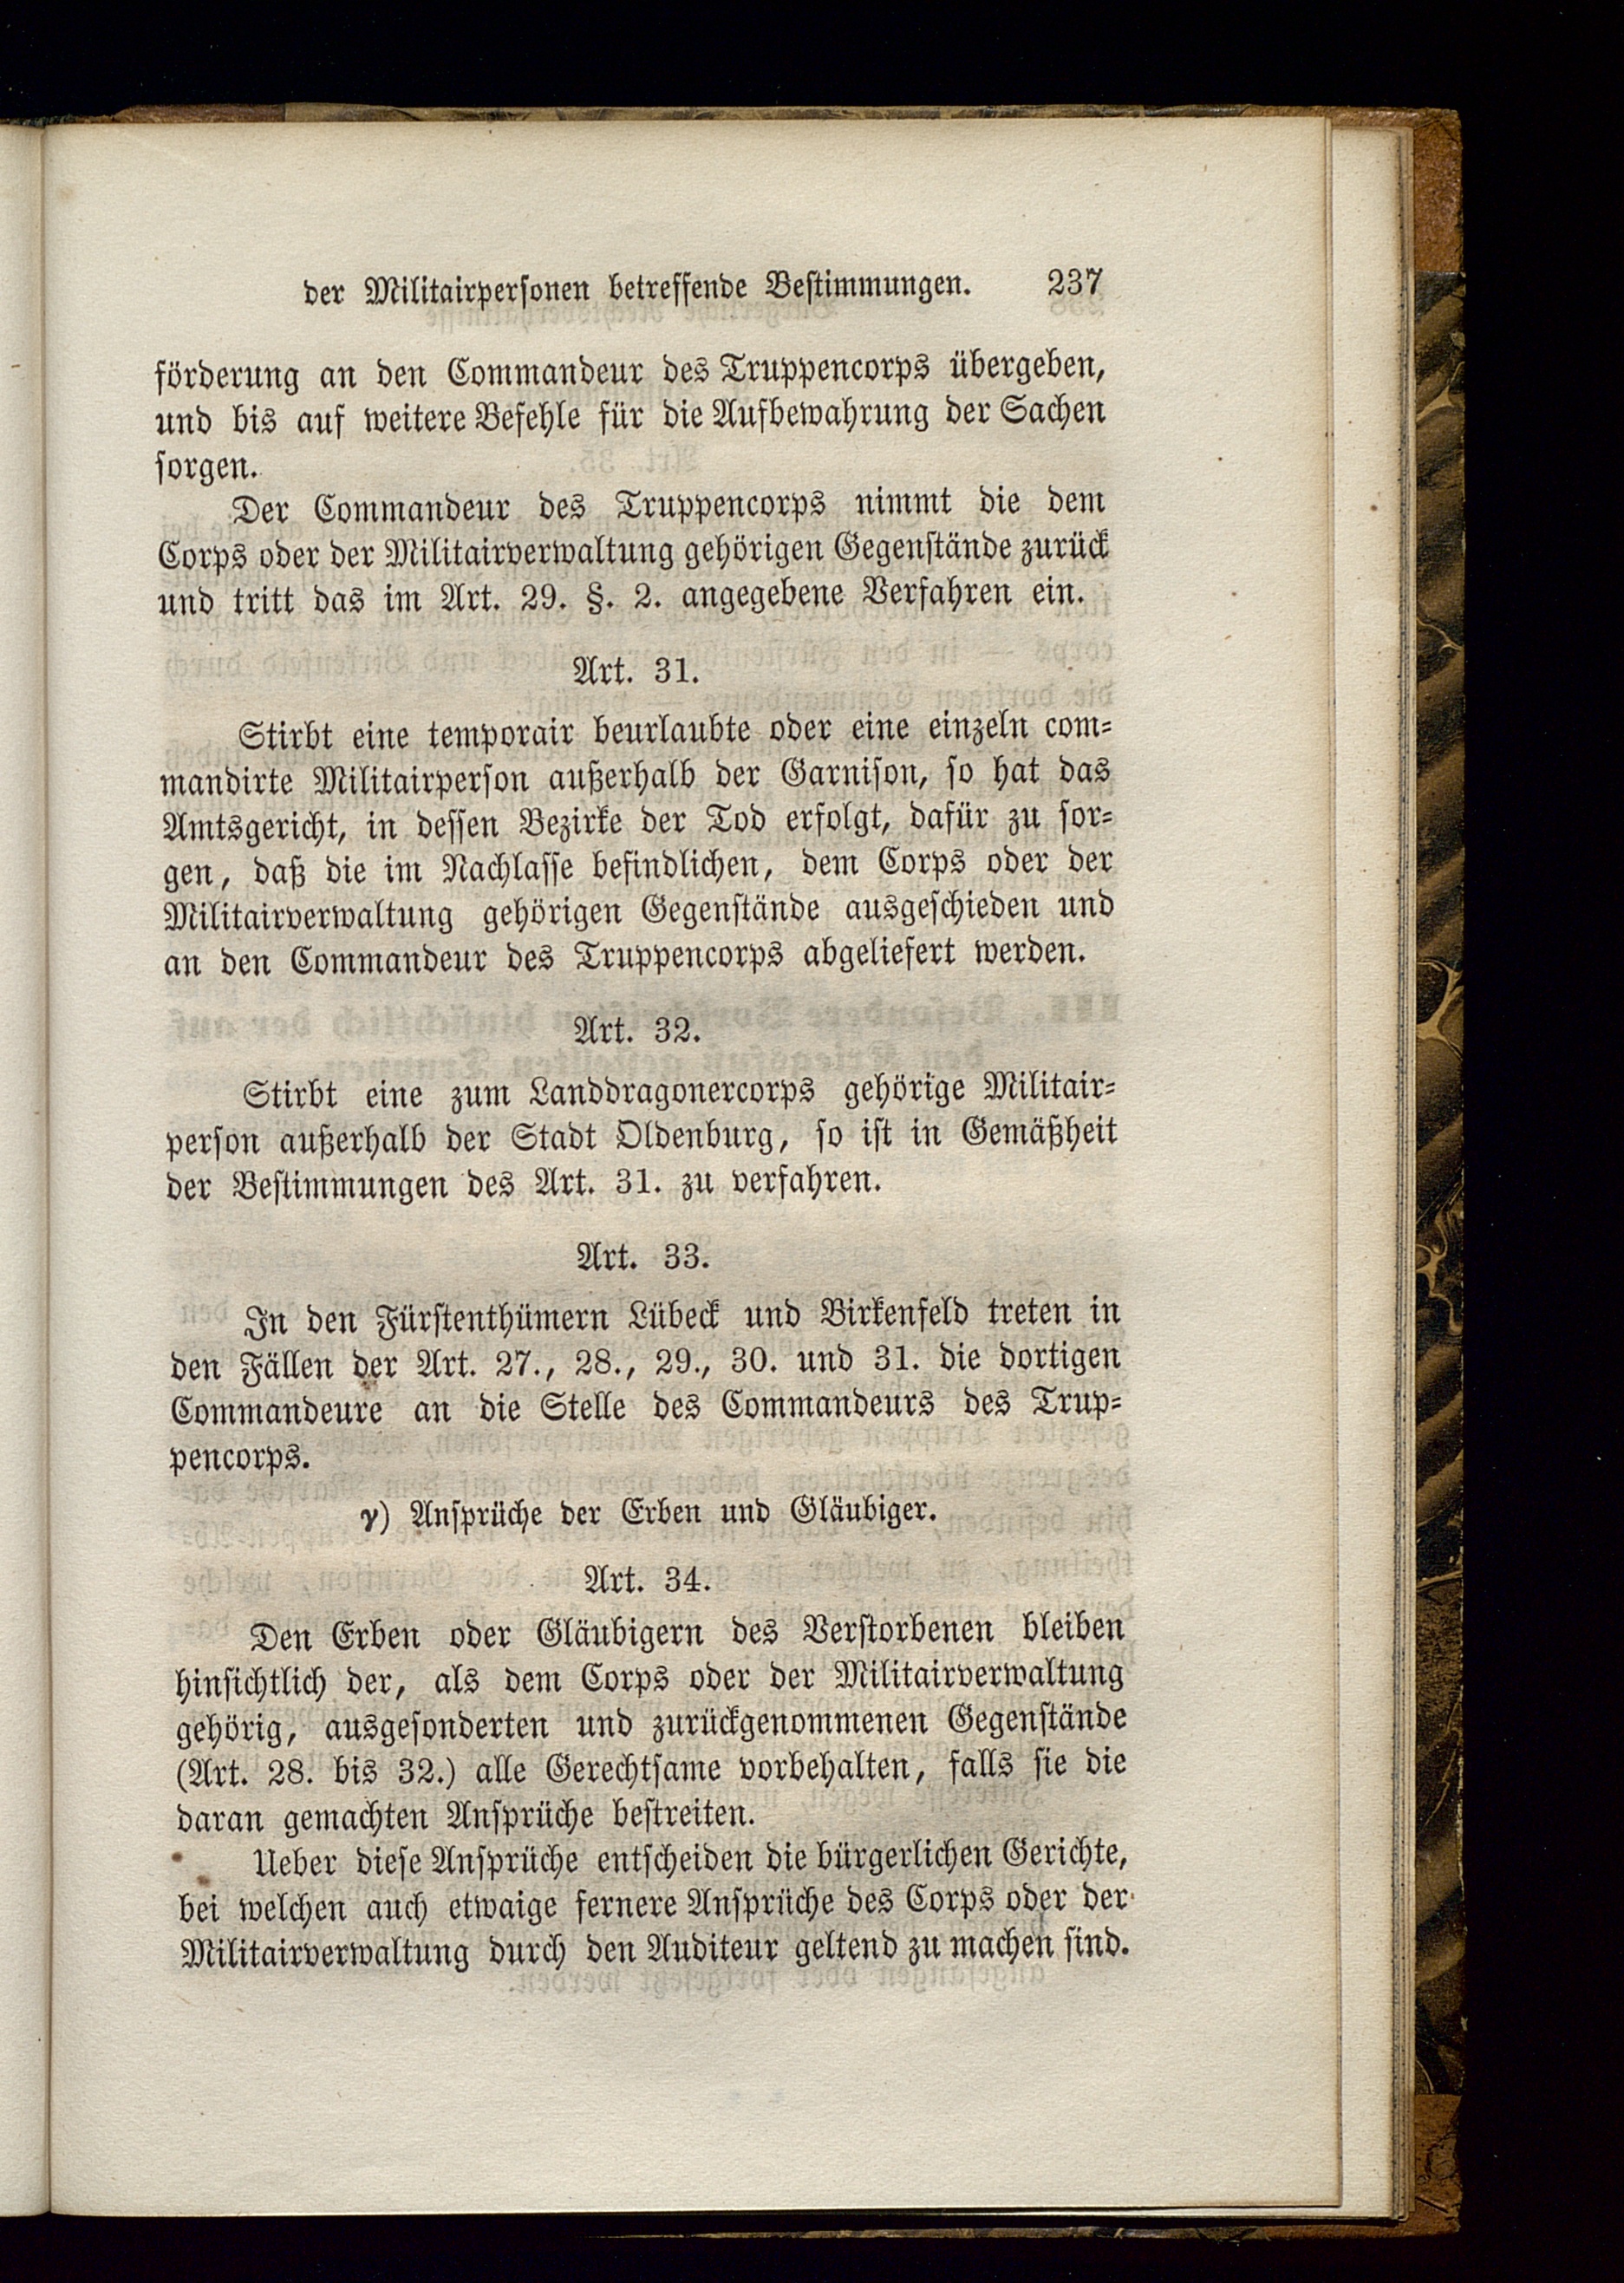 der Militairpersonen betreffende Bestimmungen. 237
förderung an den Commandeur des Truppencorps übergeben,
und bis auf weitere Befehle für die Aufbewahrung der Sachen
sorgen.
Der Commandeur des Truppencorps nimmt die dem
Corps oder der Militairverwaltung gehörigen Gegenstände zurück
und tritt das im Art. 29. §. 2. angegebene Verfahren ein.
Art. 31.
Stirbt eine temporair beurlaubte oder eine einzeln com-
mandirte Militairperson außerhalb der Garnison, so hat das
Amtsgericht, in dessen Bezirke der Tod erfolgt, dafür zu sor-
gen, daß die im Nachlasse befindlichen, dem Corps oder der
Militairverwaltung gehörigen Gegenstände ausgeschieden und
an den Commandeur des Truppencorps abgeliefert werden.
Art. 32.
Stirbt eine zum Landdragonercorps gehörige Militair-
person außerhalb der Stadt Oldenburg, so ist in Gemäßheit
der Bestimmungen des Art. 31. zu verfahren.
Art. 33.
In den Fürstenthümern Lübeck und Birkenfeld treten in
den Fällen der Art. 27., 28., 29., 30. und 31. die dortigen
Commandeure an die Stelle des Commandeurs des Trup-
pencorps.
γ) Ansprüche der Erben und Gläubiger.
Art. 34.
Den Erben oder Gläubigern des Verstorbenen bleiben
hinsichtlich der, als dem Corps oder der Militairverwaltung
gehörig, ausgesonderten und zurückgenommenen Gegenstände
(Art. 28. bis 32.) alle Gerechtsame vorbehalten, falls sie die
daran gemachten Ansprüche bestreiten.
Ueber diese Ansprüche entscheiden die bürgerlichen Gerichte,
bei welchen auch etwaige fernere Ansprüche des Corps oder der
Militairverwaltung durch den Auditeur geltend zu machen sind.